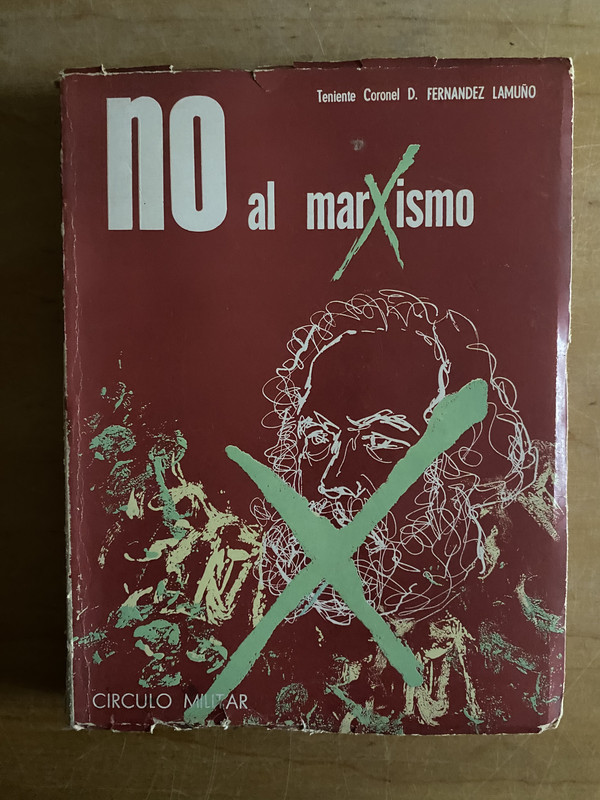 Teniente Coronel D. FERNANDEZ LAMUÑO
no al marXismo
CIRCULO MILITAR